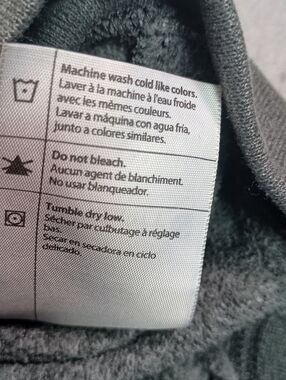 Machine wash cold like colors.
Laver à la machine à l'eau froide
avec les mêmes couleurs.
Lavar a máquina con agua fría,
junto a colores similares.
Do not bleach.
Aucun agent de blanchiment.
No usar blanqueador.
Tumble dry low.
Sécher par culbutage à réglage
bas.
Secar en secadora en ciclo
delicado.